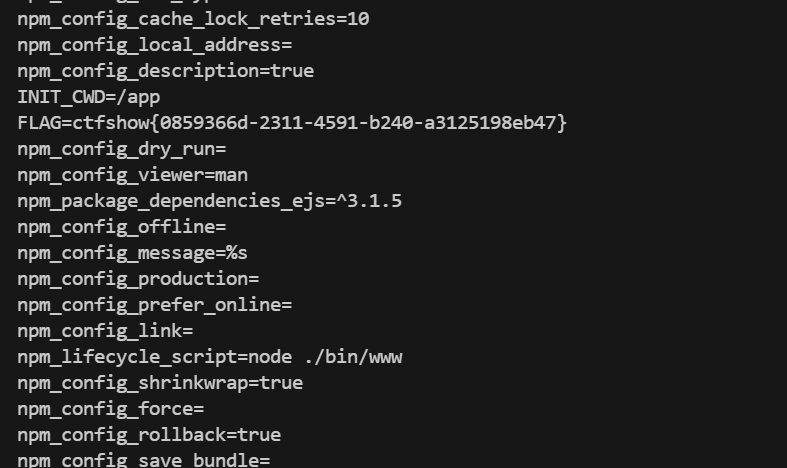 npm_config_cache_lock_retries=10
npm_config_local_address=
npm_config_description=true
INIT_CWD=/app
FLAG=ctfshow{0859366d-2311-4591-b240-a3125198eb47}
npm_config_dry_run=
npm_config_viewer=man
npm_package_dependencies_ejs=^3.1.5
npm_config_offline=
npm_config_message=%s
npm_config_production=
npm_config_prefer_online=
npm_config_link=
npm_lifecycle_script=node ./bin/www
npm_config_shrinkwrap=true
npm_config_force=
npm_config_rollback=true
npm_config_save_bundle=